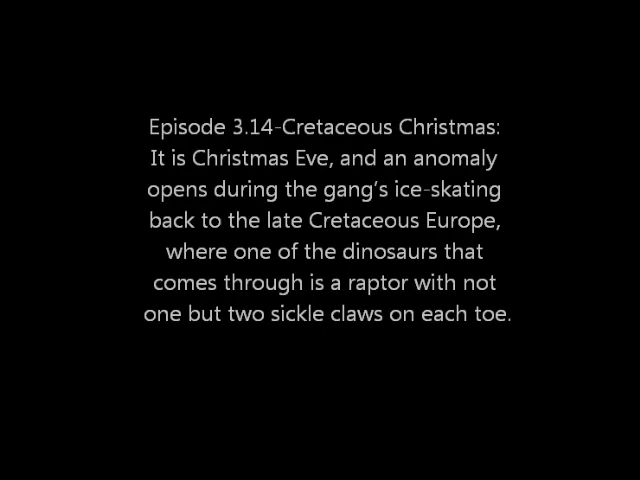 Episode 3.14-Cretaceous Christmas:
It is Christmas Eve, and an anomaly
opens during the gang’s ice-skating
back to the late Cretaceous Europe,
where one of the dinosaurs that
comes through is a raptor with not
one but two sickle claws on each toe.